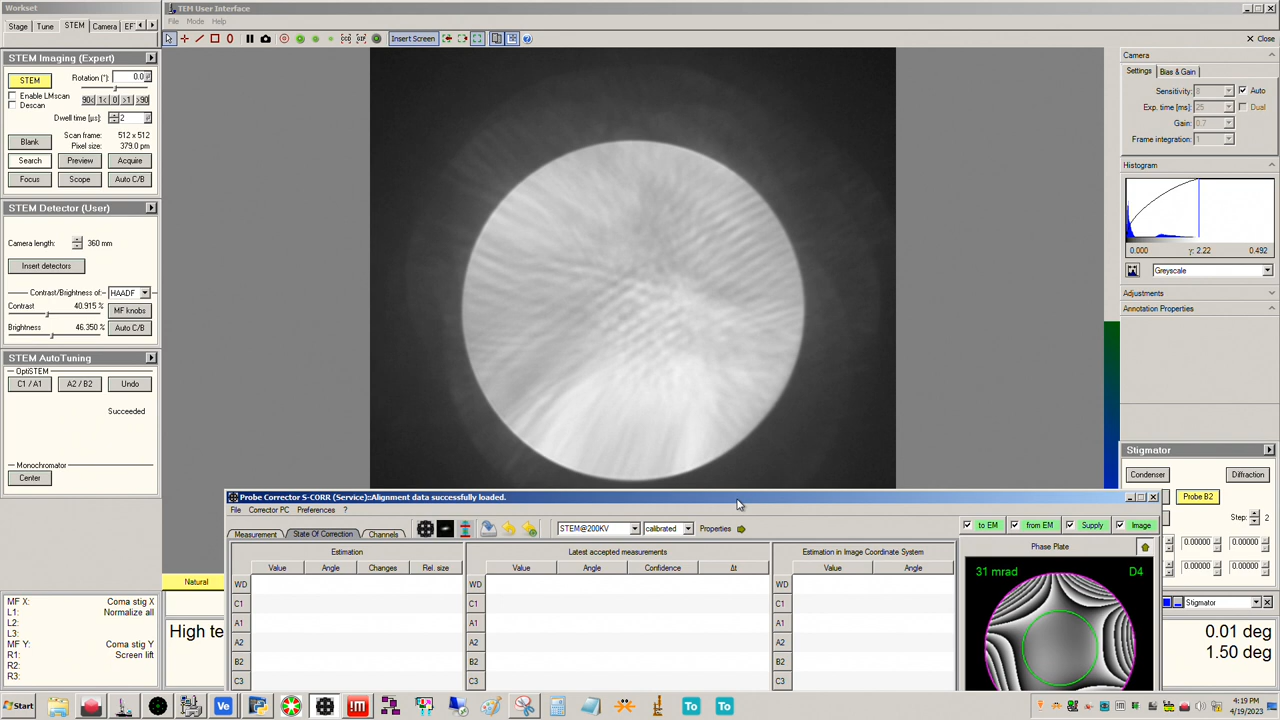 Workset
TEM User Interface
Stage Tune STEM Camera
File Mode Help
Insert Screen
Close
STEM Imaging (Expert)
STEM
Rotation (°): 0.0
Enable LMscan
Descan
90< 1< 0 >1 >90
Dwell time [µs]: 2
Blank
Scan frame: 512 x 512
Pixel size: 379.0 pm
Search Preview Acquire
Focus Scope Auto C/B
STEM Detector (User)
Camera length: 360 mm
Insert detectors
Contrast/Brightness of: HAADF
Contrast 40.915 % MF knobs
Brightness 46.350 % Auto C/B
STEM AutoTuning
OptiSTEM
C1 / A1 A2 / B2 Undo
Succeeded
Monochromator
Center
Camera
Settings Bias & Gain
Sensitivity: 8 Auto
Exp. time [ms]: 25 Dual
Gain: 0.7
Frame integration: 1
Histogram
0.000 γ: 2.22 0.492
Greyscale
Adjustments
Annotation Properties
Stigmator
Condenser Diffraction
Probe B2
Step: 2
0.00000 0.00000
0.00000 0.00000
Stigmator
0.01 deg
1.50 deg
Natural
High te
MF X: Coma stig X
L1: Normalize all
L2:
L3:
MF Y: Coma stig Y
R1: Screen lift
R2:
R3:
Probe Corrector S-CORR (Service)::Alignment data successfully loaded.
File Corrector PC Preferences ?
STEM@200KV calibrated Properties
to EM from EM Supply Image
Measurement State Of Correction Channels
Estimation Latest accepted measurements Estimation in Image Coordinate System
Value Angle Changes Rel. size Value Angle Confidence Δt Value Angle
WD WD WD
C1 C1 C1
A1 A1 A1
A2 A2 A2
B2 B2 B2
C3 C3 C3
Phase Plate
31 mrad D4
Start
Ve
To To
4:19 PM
4/19/2023